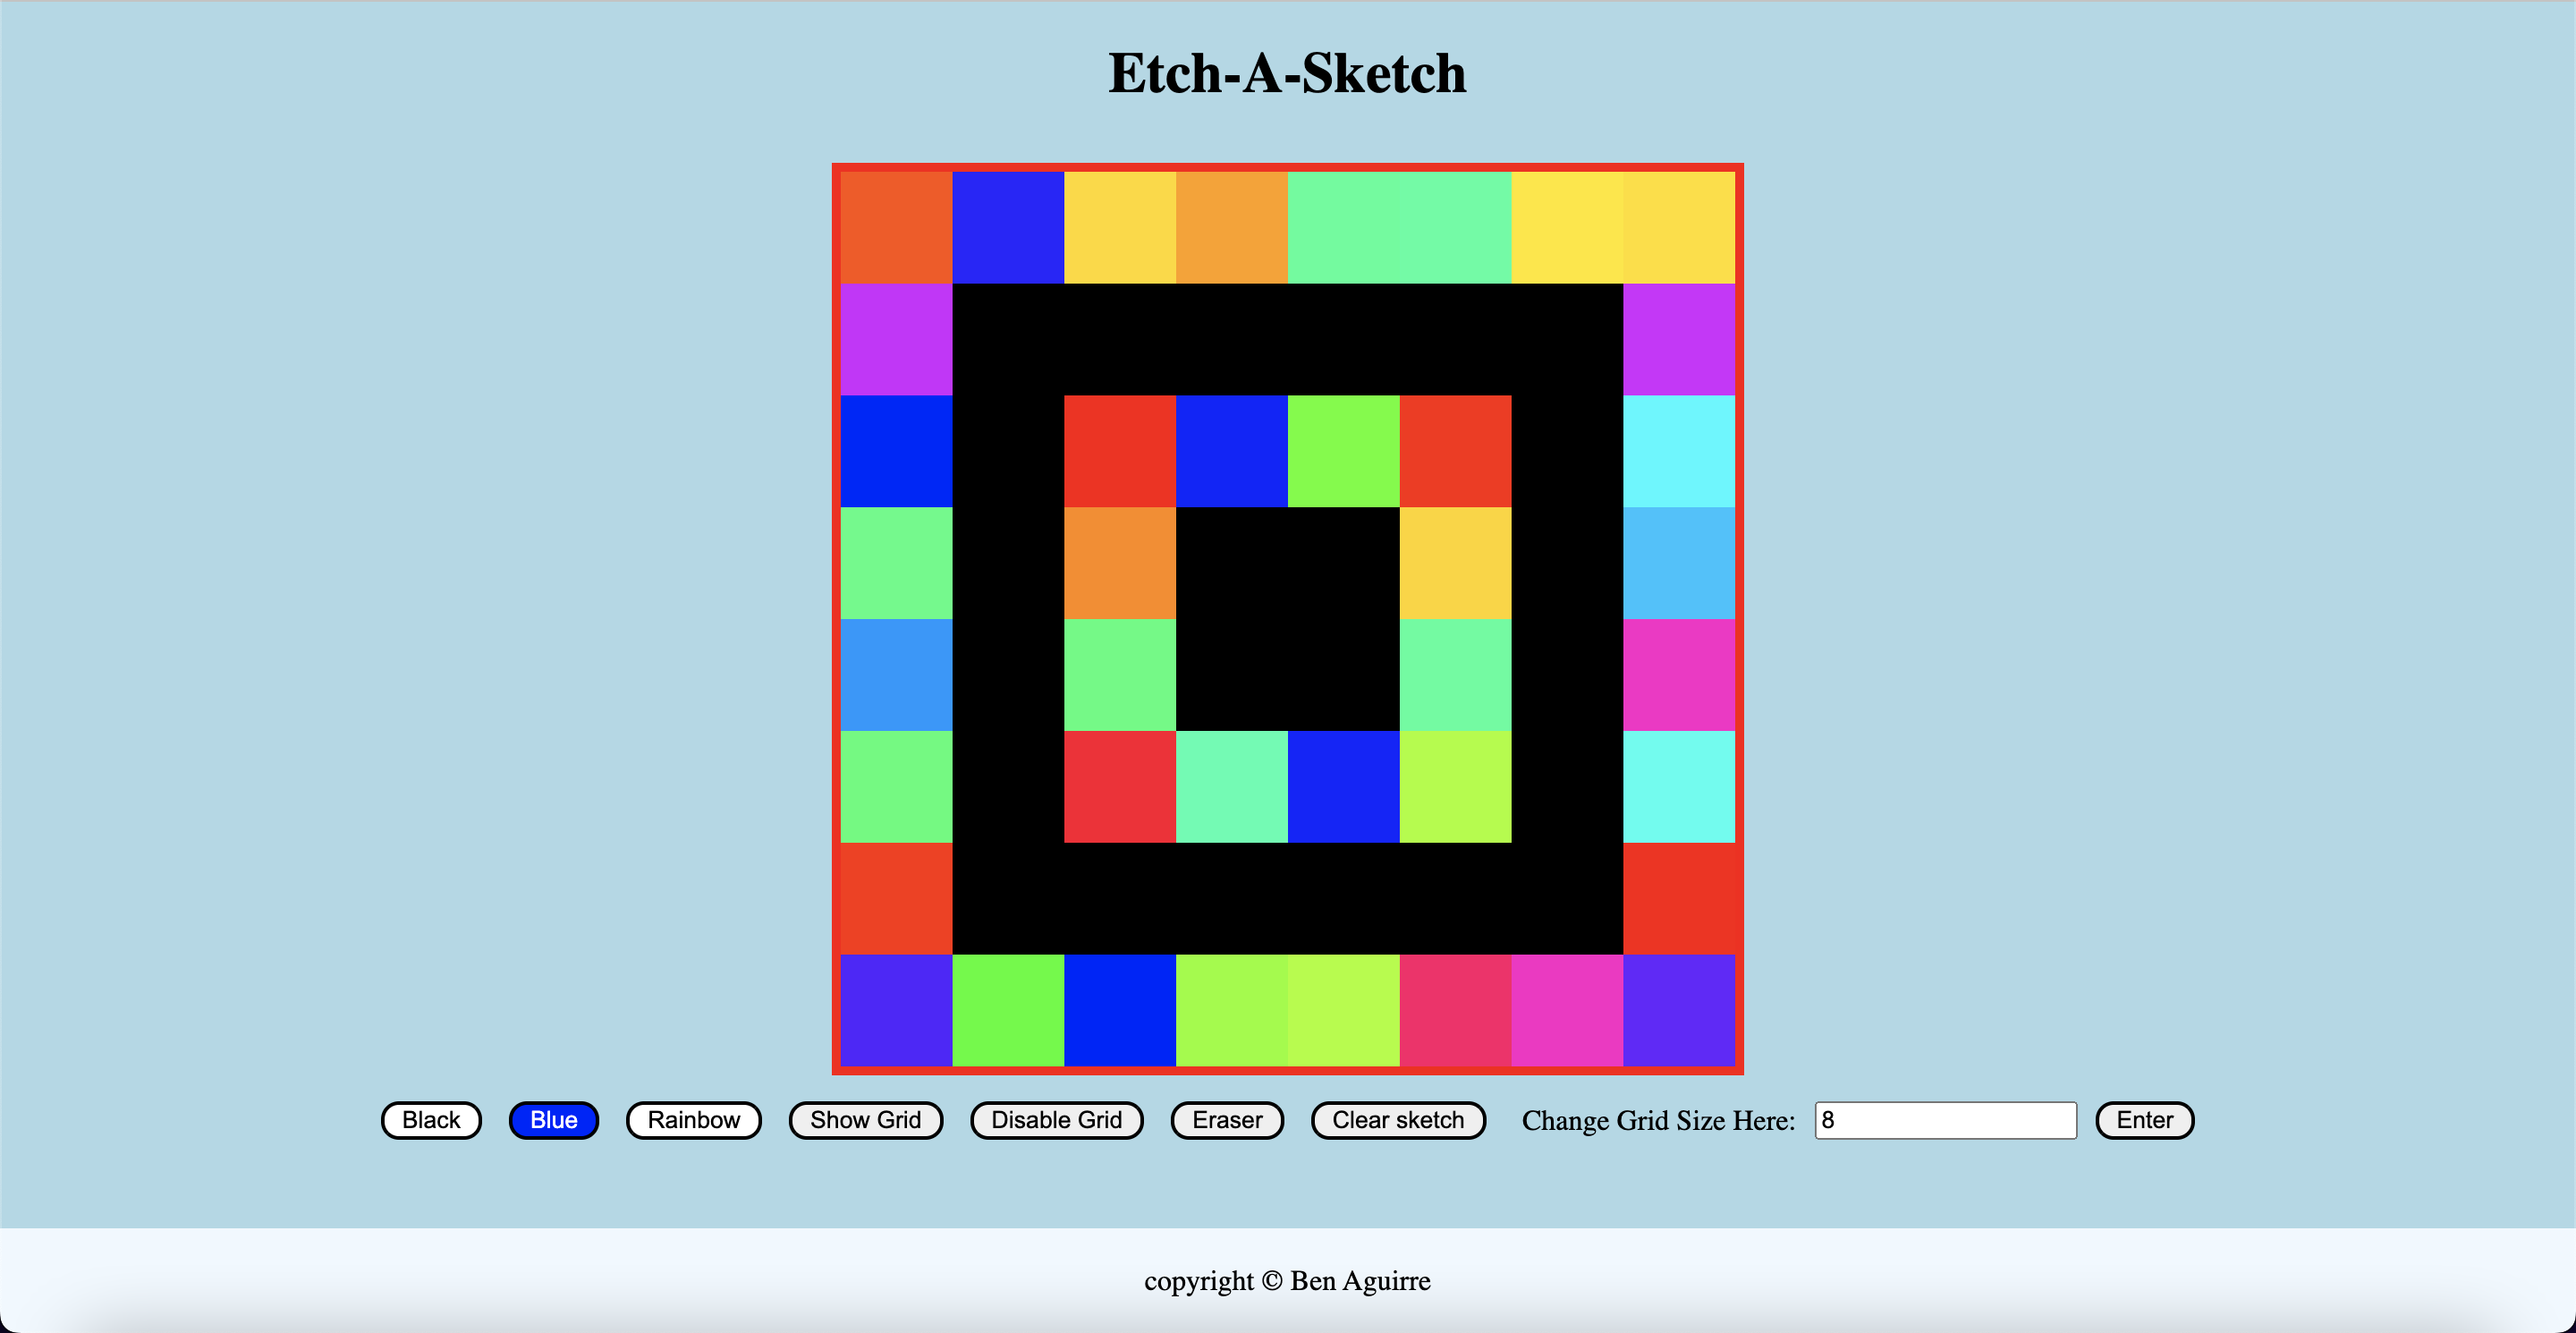 Etch-A-Sketch
Black Blue Rainbow Show Grid Disable Grid Eraser Clear sketch Change Grid Size Here: 8 Enter
copyright © Ben Aguirre